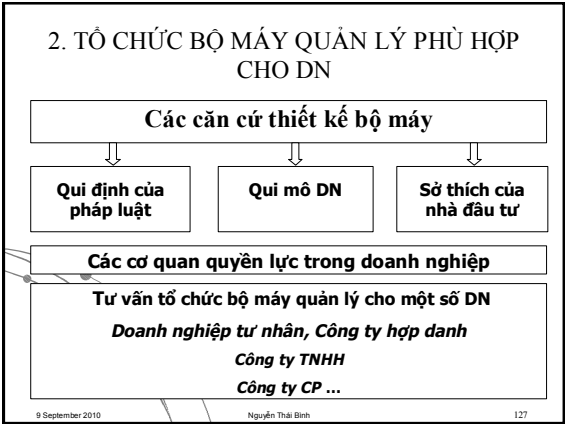 2. TỔ CHỨC BỘ MÁY QUẢN LÝ PHÙ HỢP
CHO DN
Các căn cứ thiết kế bộ máy
Qui định của
pháp luật
Qui mô DN
Sở thích của
nhà đầu tư
Các cơ quan quyền lực trong doanh nghiệp
Tư vấn tổ chức bộ máy quản lý cho một số DN
Doanh nghiệp tư nhân, Công ty hợp danh
Công ty TNHH
Công ty CP ...
9 September 2010
Nguyễn Thái Bình
127